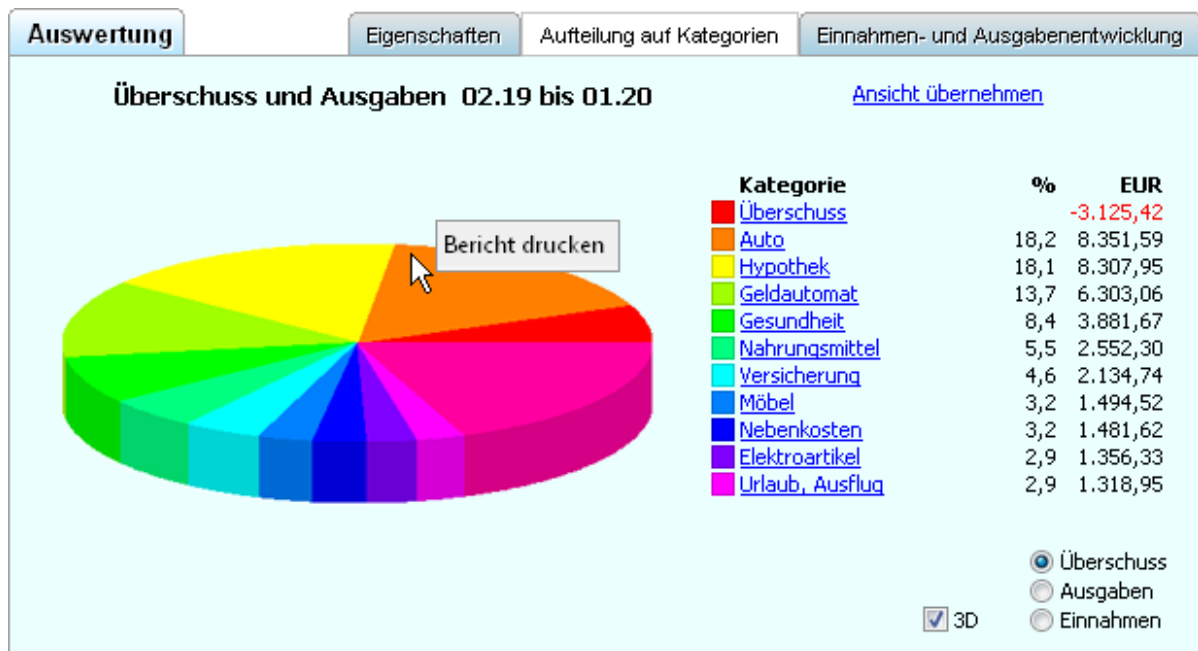 Auswertung Eigenschaften Aufteilung auf Kategorien Einnahmen- und Ausgabenentwicklung
Überschuss und Ausgaben 02.19 bis 01.20 Ansicht übernehmen
Kategorie % EUR
Überschuss -3.125,42
Auto 18,2 8.351,59
Bericht drucken
Hypothek 18,1 8.307,95
Geldautomat 13,7 6.303,06
Gesundheit 8,4 3.881,67
Nahrungsmittel 5,5 2.552,30
Versicherung 4,6 2.134,74
Möbel 3,2 1.494,52
Nebenkosten 3,2 1.481,62
Elektroartikel 2,9 1.356,33
Urlaub, Ausflug 2,9 1.318,95
Überschuss
Ausgaben
3D Einnahmen